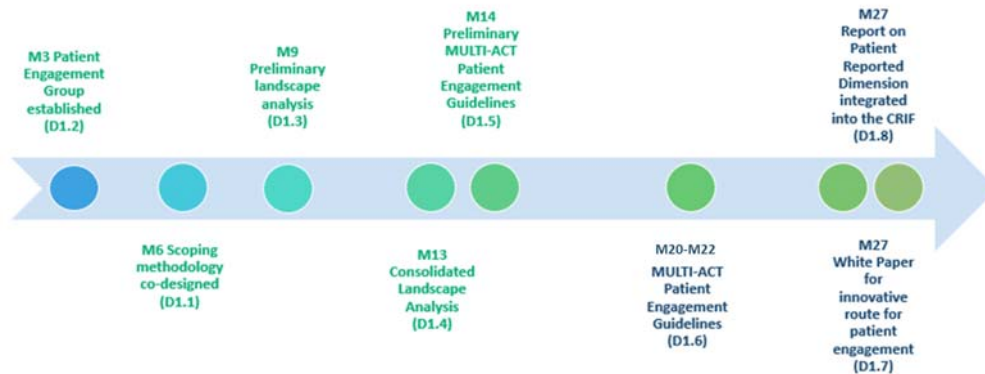 M3 Patient
Engagement
Group
established
(D1.2)
M6 Scoping
methodology
co-designed
(D1.1)
M9
Preliminary
landscape
analysis
(D1.3)
M13
Consolidated
Landscape
Analysis
(D1.4)
M14
Preliminary
MULTI-ACT
Patient
Engagement
Guidelines
(D1.5)
M20-M22
MULTI-ACT
Patient
Engagement
Guidelines
(D1.6)
M27
Report on
Patient
Reported
Dimension
integrated
into the CRIF
(D1.8)
M27
White Paper
for
innovative
route for
patient
engagement
(D1.7)